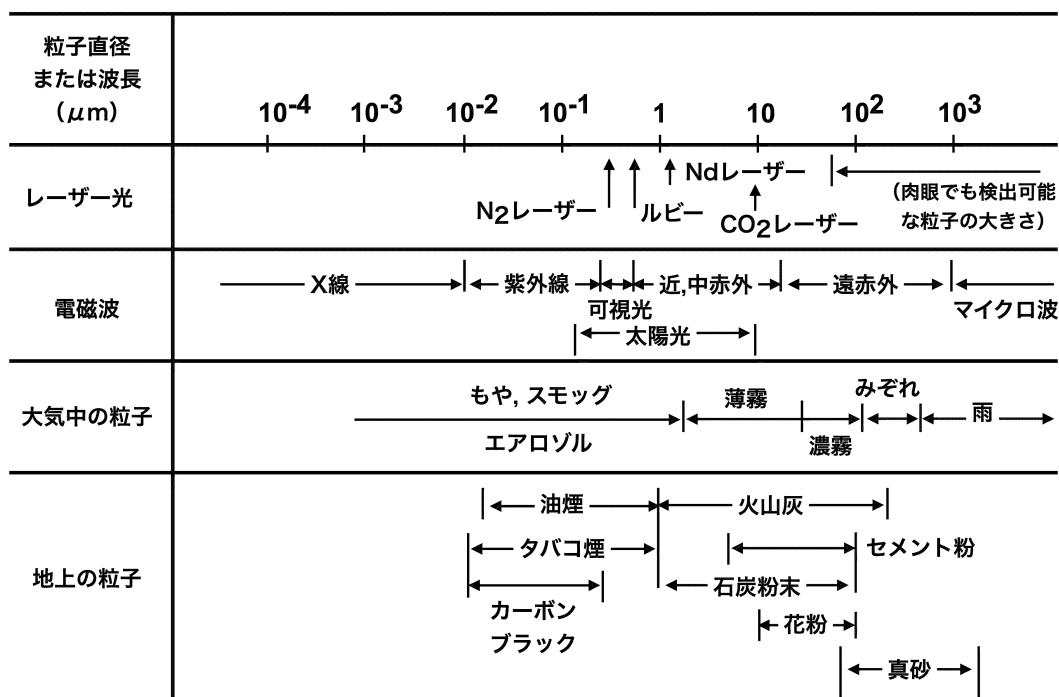 粒子直径
または波長
（μm）
10-4 10-3 10-2 10-1 1 10 102 103
レーザー光
N2レーザー
ルビー
Ndレーザー
CO2レーザー
（肉眼でも検出可能
な粒子の大きさ）
電磁波
X線
紫外線
可視光
近,中赤外
遠赤外
マイクロ波
太陽光
大気中の粒子
もや, スモッグ
エアロゾル
薄霧
濃霧
みぞれ
雨
地上の粒子
油煙
火山灰
タバコ煙
セメント粉
カーボン
ブラック
石炭粉末
花粉
真砂